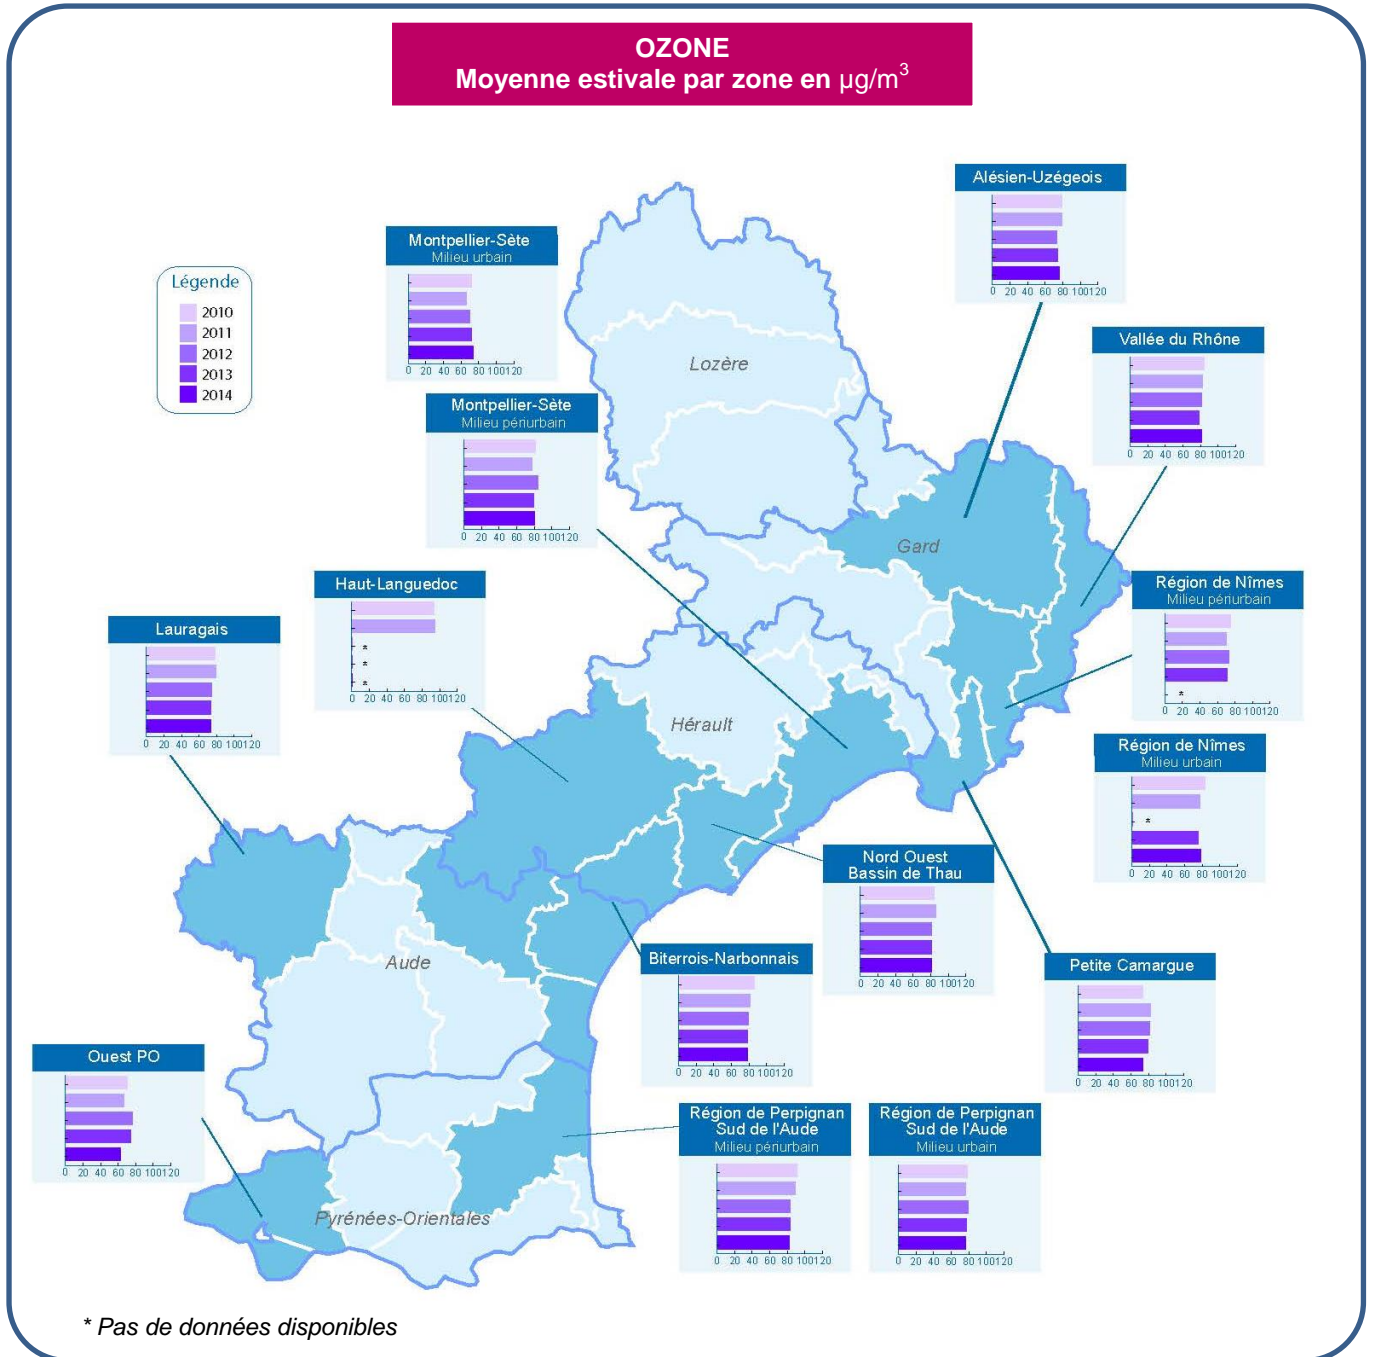 OZONE
Moyenne estivale par zone en µg/m³
Alésien-Uzégeois
0 20 40 60 80 100120
Montpellier-Sète
Milieu urbain
0 20 40 60 80 100120
Légende
2010
2011
2012
2013
2014
Vallée du Rhône
0 20 40 60 80 100120
Lozère
Montpellier-Sète
Milieu périurbain
0 20 40 60 80 100120
Gard
Haut-Languedoc
*
*
*
0 20 40 60 80 100120
Région de Nîmes
Milieu périurbain
*
0 20 40 60 80 100120
Lauragais
0 20 40 60 80 100120
Hérault
Région de Nîmes
Milieu urbain
*
0 20 40 60 80 100120
Nord Ouest
Bassin de Thau
0 20 40 60 80 100120
Aude
Biterrois-Narbonnais
0 20 40 60 80 100120
Petite Camargue
0 20 40 60 80 100120
Ouest PO
0 20 40 60 80 100120
Région de Perpignan
Sud de l'Aude
Milieu périurbain
0 20 40 60 80 100120
Région de Perpignan
Sud de l'Aude
Milieu urbain
0 20 40 60 80 100120
Pyrénées-Orientales
* Pas de données disponibles